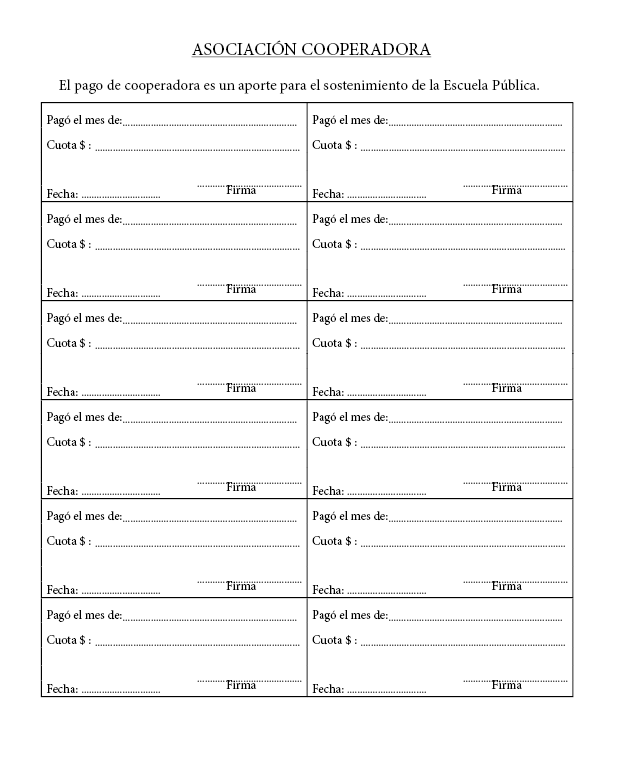 ASOCIACIÓN COOPERADORA
El pago de cooperadora es un aporte para el sostenimiento de la Escuela Pública.
Pagó el mes de:.............................. Pagó el mes de:..............................
Cuota $ : .............................. Cuota $ : ..............................
.............................. ..............................
Fecha: .............................. Firma Fecha: .............................. Firma
Pagó el mes de:.............................. Pagó el mes de:..............................
Cuota $ : .............................. Cuota $ : ..............................
.............................. ..............................
Fecha: .............................. Firma Fecha: .............................. Firma
Pagó el mes de:.............................. Pagó el mes de:..............................
Cuota $ : .............................. Cuota $ : ..............................
.............................. ..............................
Fecha: .............................. Firma Fecha: .............................. Firma
Pagó el mes de:.............................. Pagó el mes de:..............................
Cuota $ : .............................. Cuota $ : ..............................
.............................. ..............................
Fecha: .............................. Firma Fecha: .............................. Firma
Pagó el mes de:.............................. Pagó el mes de:..............................
Cuota $ : .............................. Cuota $ : ..............................
.............................. ..............................
Fecha: .............................. Firma Fecha: .............................. Firma
Pagó el mes de:.............................. Pagó el mes de:..............................
Cuota $ : .............................. Cuota $ : ..............................
.............................. ..............................
Fecha: .............................. Firma Fecha: .............................. Firma